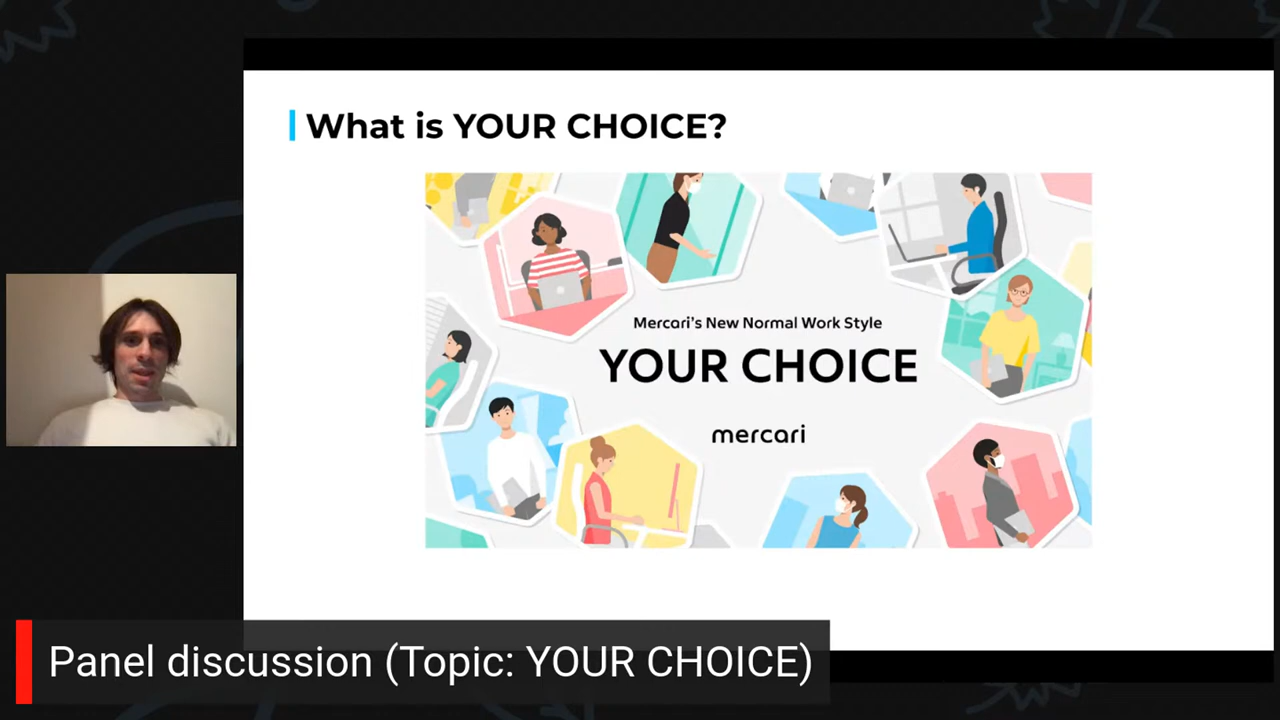 What is YOUR CHOICE?
Mercari's New Normal Work Style
YOUR CHOICE
mercari
Panel discussion (Topic: YOUR CHOICE)